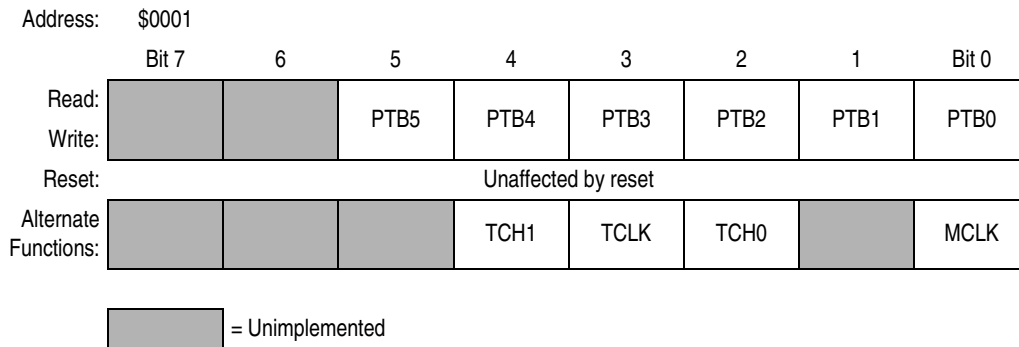 Address: $0001
Bit 7 6 5 4 3 2 1 Bit 0
Read:
Write:
PTB5 PTB4 PTB3 PTB2 PTB1 PTB0
Reset: Unaffected by reset
Alternate
Functions:
TCH1 TCLK TCH0 MCLK
= Unimplemented